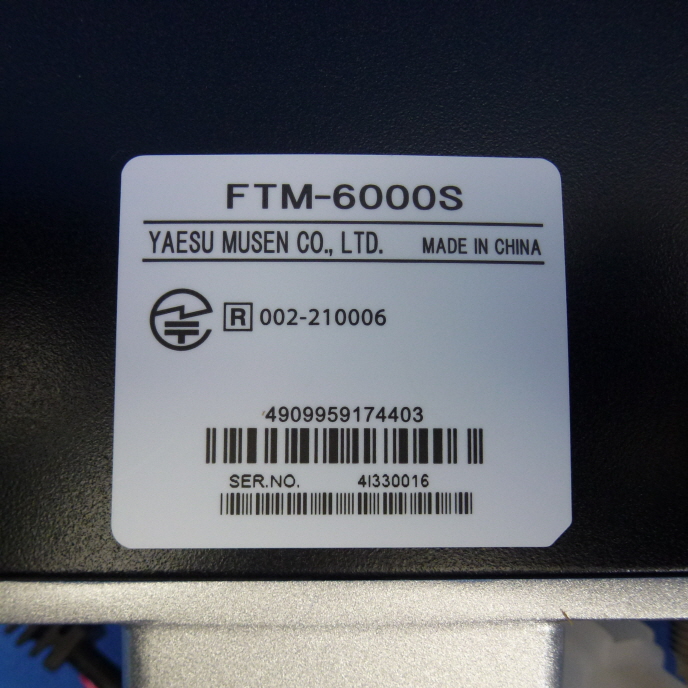 FTM-6000S
YAESU MUSEN CO., LTD. MADE IN CHINA
R 002-210006
4909959174403
SER.NO. 4I330016